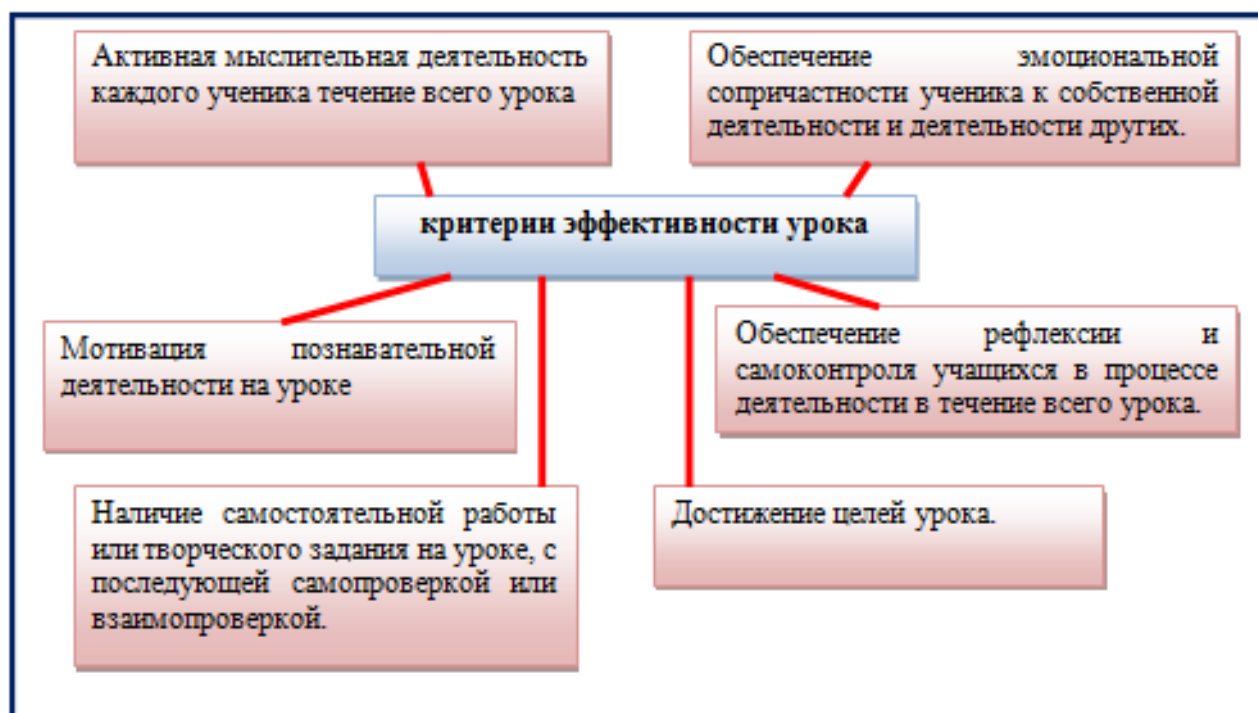 Активная мыслительная деятельность
каждого ученика течение всего урока
Обеспечение эмоциональной
сопричастности ученика к собственной
деятельности и деятельности других.
критерии эффективности урока
Мотивация познавательной
деятельности на уроке
Обеспечение рефлексии и
самоконтроля учащихся в процессе
деятельности в течение всего урока.
Наличие самостоятельной работы
или творческого задания на уроке, с
последующей самопроверкой или
взаимопроверкой.
Достижение целей урока.